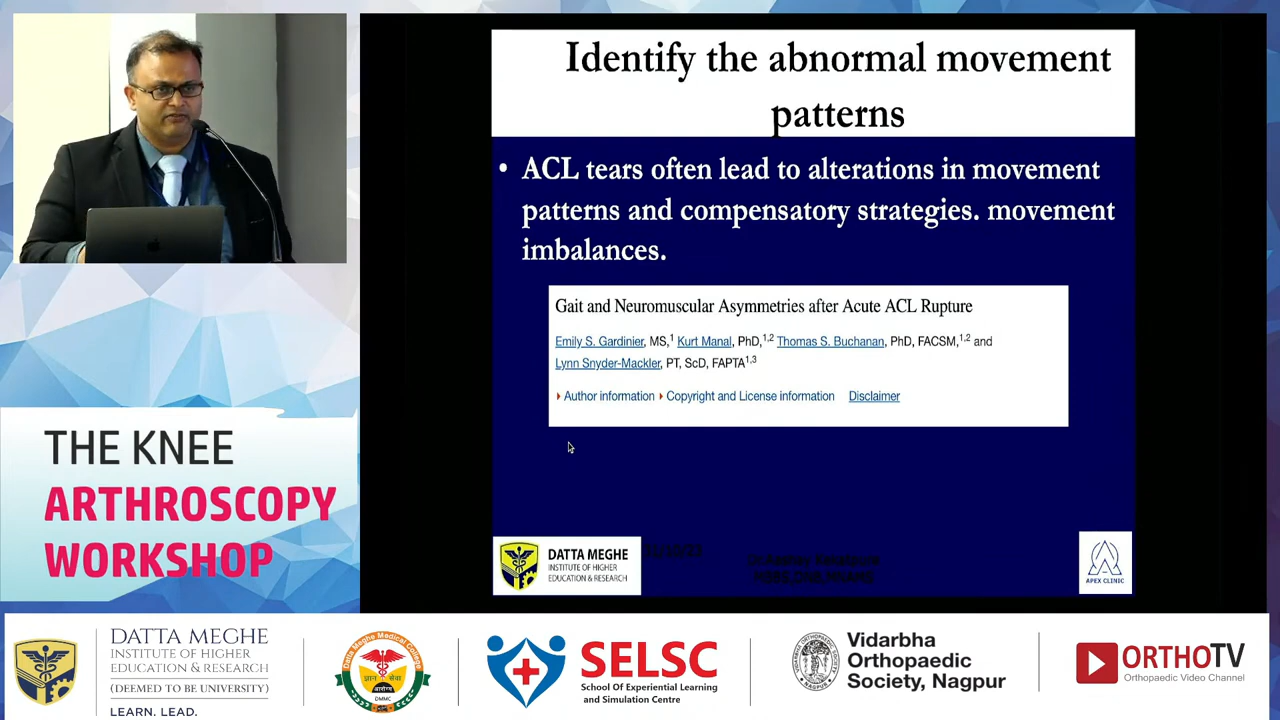 Identify the abnormal movement
patterns
• ACL tears often lead to alterations in movement
patterns and compensatory strategies. movement
imbalances.
Gait and Neuromuscular Asymmetries after Acute ACL Rupture
Emily S. Gardinier, MS,1 Kurt Manal, PhD,1,2 Thomas S. Buchanan, PhD, FACSM,1,2 and
Lynn Snyder-Mackler, PT, ScD, FAPTA1,3
Author information Copyright and License information Disclaimer
DATTA MEGHE
INSTITUTE OF HIGHER
EDUCATION & RESEARCH
APEX CLINIC
THE KNEE
ARTHROSCOPY
WORKSHOP
DATTA MEGHE
INSTITUTE OF HIGHER
EDUCATION & RESEARCH
(DEEMED TO BE UNIVERSITY)
LEARN. LEAD.
Datta Meghe Medical College
ज्ञान सेवा
DMMC
SELSC
School Of Experiential Learning
and Simulation Centre
Vidarbha
Orthopaedic
Society, Nagpur
ORTHOTV
Orthopaedic Video Channel